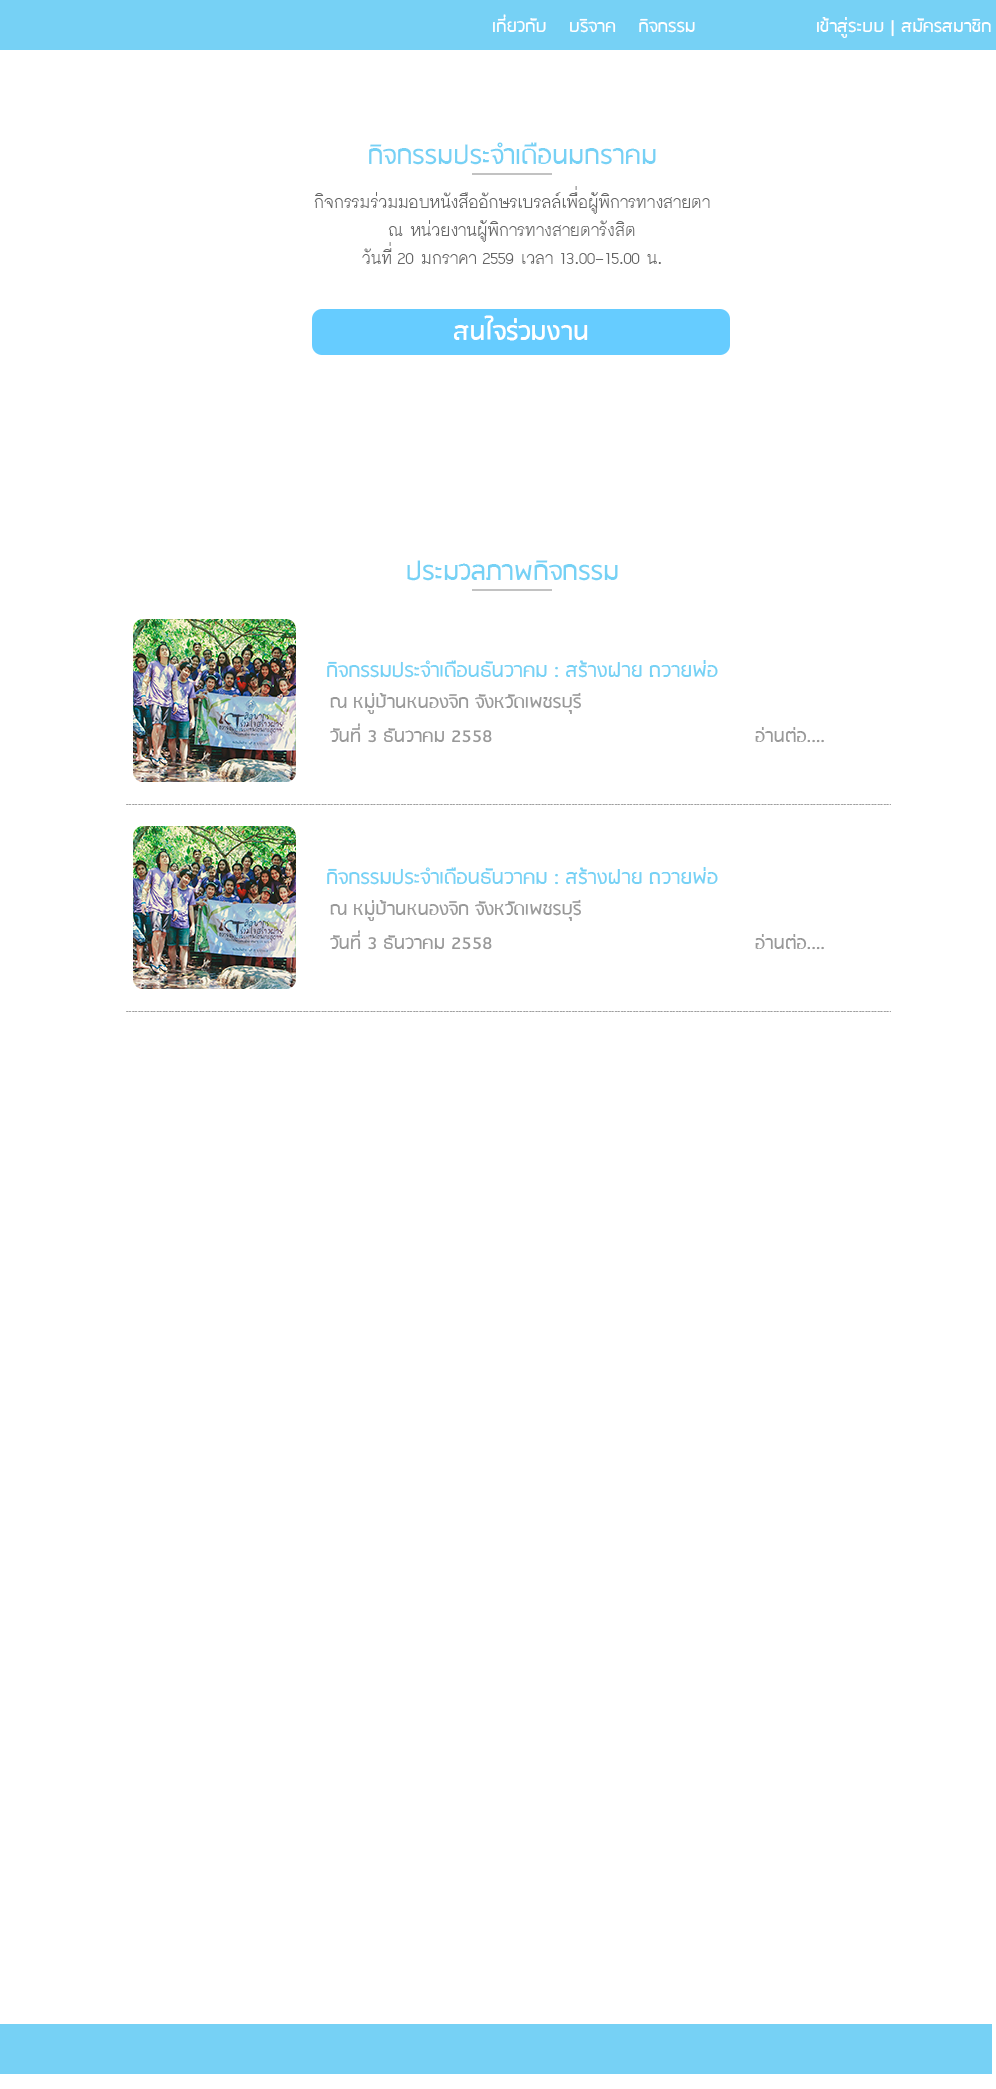 เกี่ยวกับ บริจาค กิจกรรม เข้าสู่ระบบ | สมัครสมาชิก
กิจกรรมประจำเดือนมกราคม
กิจกรรมร่วมมอบหนังสืออักษรเบรลล์เพื่อผู้พิการทางสายตา
ณ หน่วยงานผู้พิการทางสายตารังสิต
วันที่ 20 มกราคา 2559 เวลา 13.00-15.00 น.
สนใจร่วมงาน
ประมวลภาพกิจกรรม
กิจกรรมประจำเดือนธันวาคม : สร้างฝาย ถวายพ่อ
ณ หมู่บ้านหนองจิก จังหวัดเพชรบุรี
วันที่ 3 ธันวาคม 2558 อ่านต่อ....
ICT
กิจกรรมประจำเดือนธันวาคม : สร้างฝาย ถวายพ่อ
ณ หมู่บ้านหนองจิก จังหวัดเพชรบุรี
วันที่ 3 ธันวาคม 2558 อ่านต่อ....
ICT